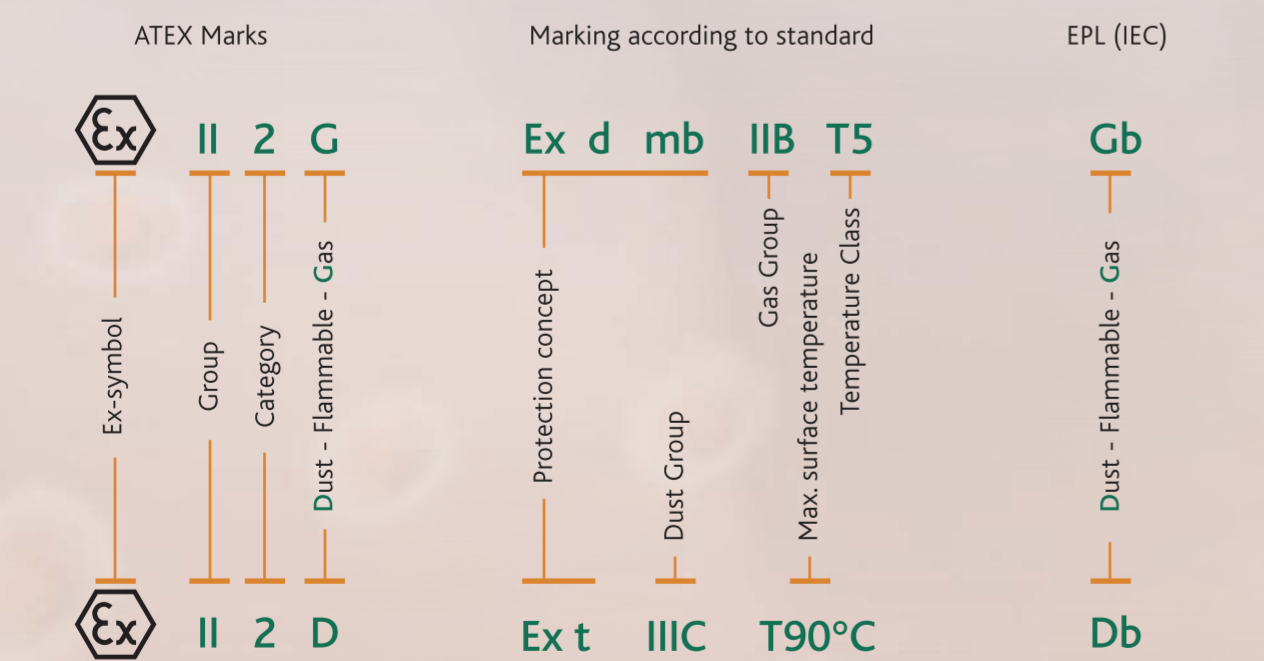 ATEX Marks Marking according to standard EPL (IEC)
Ex II 2 G Ex d mb IIB T5 Gb
Ex-symbol
Group
Category
Dust - Flammable - Gas
Protection concept
Dust Group
Gas Group
Max. surface temperature
Temperature Class
Dust - Flammable - Gas
Ex II 2 D Ex t IIIC T90°C Db